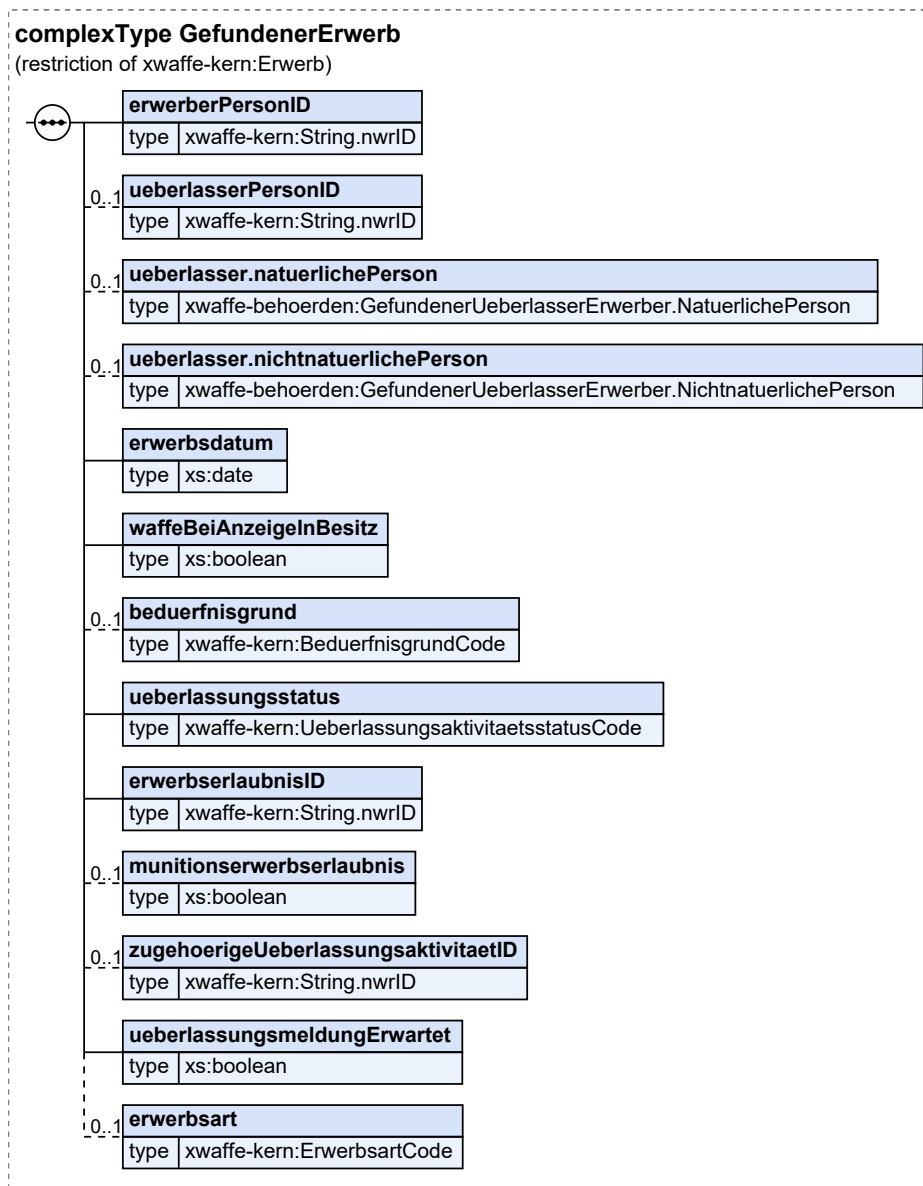 complexType GefundenerErwerb
(restriction of xwaffe-kern:Erwerb)
erwerberPersonID
type xwaffe-kern:String.nwrID
0..1 ueberlasserPersonID
type xwaffe-kern:String.nwrID
0..1 ueberlasser.natuerlichePerson
type xwaffe-behoerden:GefundenerUeberlasserErwerber.NatuerlichePerson
0..1 ueberlasser.nichtnatuerlichePerson
type xwaffe-behoerden:GefundenerUeberlasserErwerber.NichtnatuerlichePerson
erwerbsdatum
type xs:date
waffeBeiAnzeigeInBesitz
type xs:boolean
0..1 beduerfnisgrund
type xwaffe-kern:BeduerfnisgrundCode
ueberlassungsstatus
type xwaffe-kern:UeberlassungsaktivitaetsstatusCode
erwerbserlaubnisID
type xwaffe-kern:String.nwrID
0..1 munitionserwerbserlaubnis
type xs:boolean
0..1 zugehoerigeUeberlassungsaktivitaetID
type xwaffe-kern:String.nwrID
ueberlassungsmeldungErwartet
type xs:boolean
0..1 erwerbsart
type xwaffe-kern:ErwerbsartCode